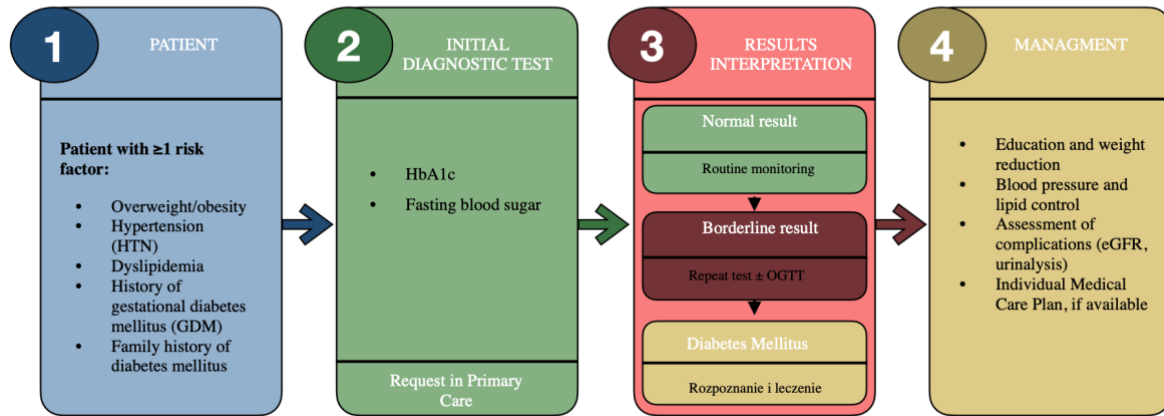 1
PATIENT
Patient with ≥1 risk
factor:
• Overweight/obesity
• Hypertension
(HTN)
• Dyslipidemia
• History of
gestational diabetes
mellitus (GDM)
• Family history of
diabetes mellitus
2
INITIAL
DIAGNOSTIC TEST
• HbA1c
• Fasting blood sugar
Request in Primary
Care
3
RESULTS
INTERPRETATION
Normal result
Routine monitoring
Borderline result
Repeat test ± OGTT
Diabetes Mellitus
Rozpoznanie i leczenie
4
MANAGMENT
• Education and weight
reduction
• Blood pressure and
lipid control
• Assessment of
complications (eGFR,
urinalysis)
• Individual Medical
Care Plan, if available